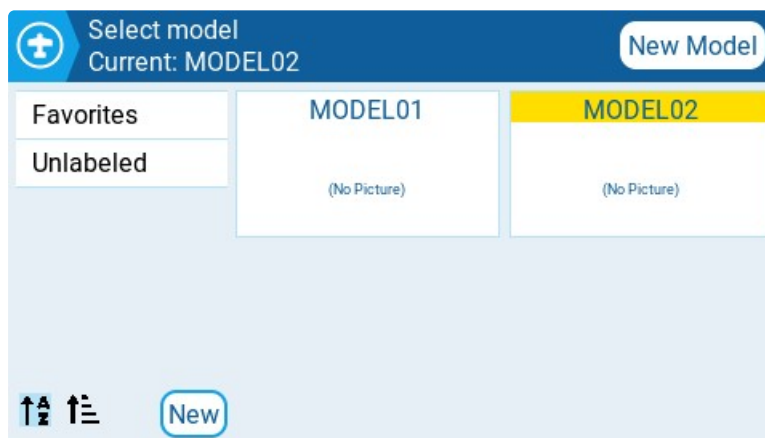 Select model
Current: MODEL02
New Model
Favorites
Unlabeled
MODEL01
(No Picture)
MODEL02
(No Picture)
A
Z
New